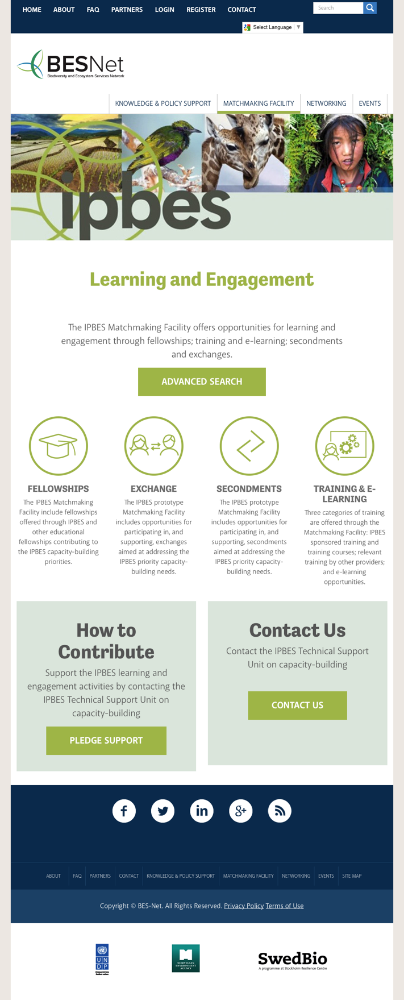 HOME ABOUT FAQ PARTNERS LOGIN REGISTER CONTACT
Search
Select Language ▼
BESNet
Biodiversity and Ecosystem Services Network
KNOWLEDGE & POLICY SUPPORT MATCHMAKING FACILITY NETWORKING EVENTS
ipbes
Learning and Engagement
The IPBES Matchmaking Facility offers opportunities for learning and
engagement through fellowships; training and e-learning; secondments
and exchanges.
ADVANCED SEARCH
FELLOWSHIPS
The IPBES Matchmaking
Facility include fellowships
offered through IPBES and
other educational
fellowships contributing to
the IPBES capacity-building
priorities.
EXCHANGE
The IPBES prototype
Matchmaking Facility
includes opportunities for
participating in, and
supporting, exchanges
aimed at addressing the
IPBES priority capacity-
building needs.
SECONDMENTS
The IPBES prototype
Matchmaking Facility
includes opportunities for
participating in, and
supporting, secondments
aimed at addressing the
IPBES priority capacity-
building needs.
TRAINING & E-
LEARNING
Three categories of training
are offered through the
Matchmaking Facility: IPBES
sponsored training and
training courses; relevant
training by other providers;
and e-learning
opportunities.
How to
Contribute
Support the IPBES learning and
engagement activities by contacting the
IPBES Technical Support Unit on
capacity-building
PLEDGE SUPPORT
Contact Us
Contact the IPBES Technical Support
Unit on capacity-building
CONTACT US
ABOUT FAQ PARTNERS CONTACT KNOWLEDGE & POLICY SUPPORT MATCHMAKING FACILITY NETWORKING EVENTS SITE MAP
Copyright © BES-Net. All Rights Reserved. Privacy Policy Terms of Use
UN
DP
Empowered lives.
Resilient nations.
NORWEGIAN
ENVIRONMENT
AGENCY
SwedBio
A programme at Stockholm Resilience Centre